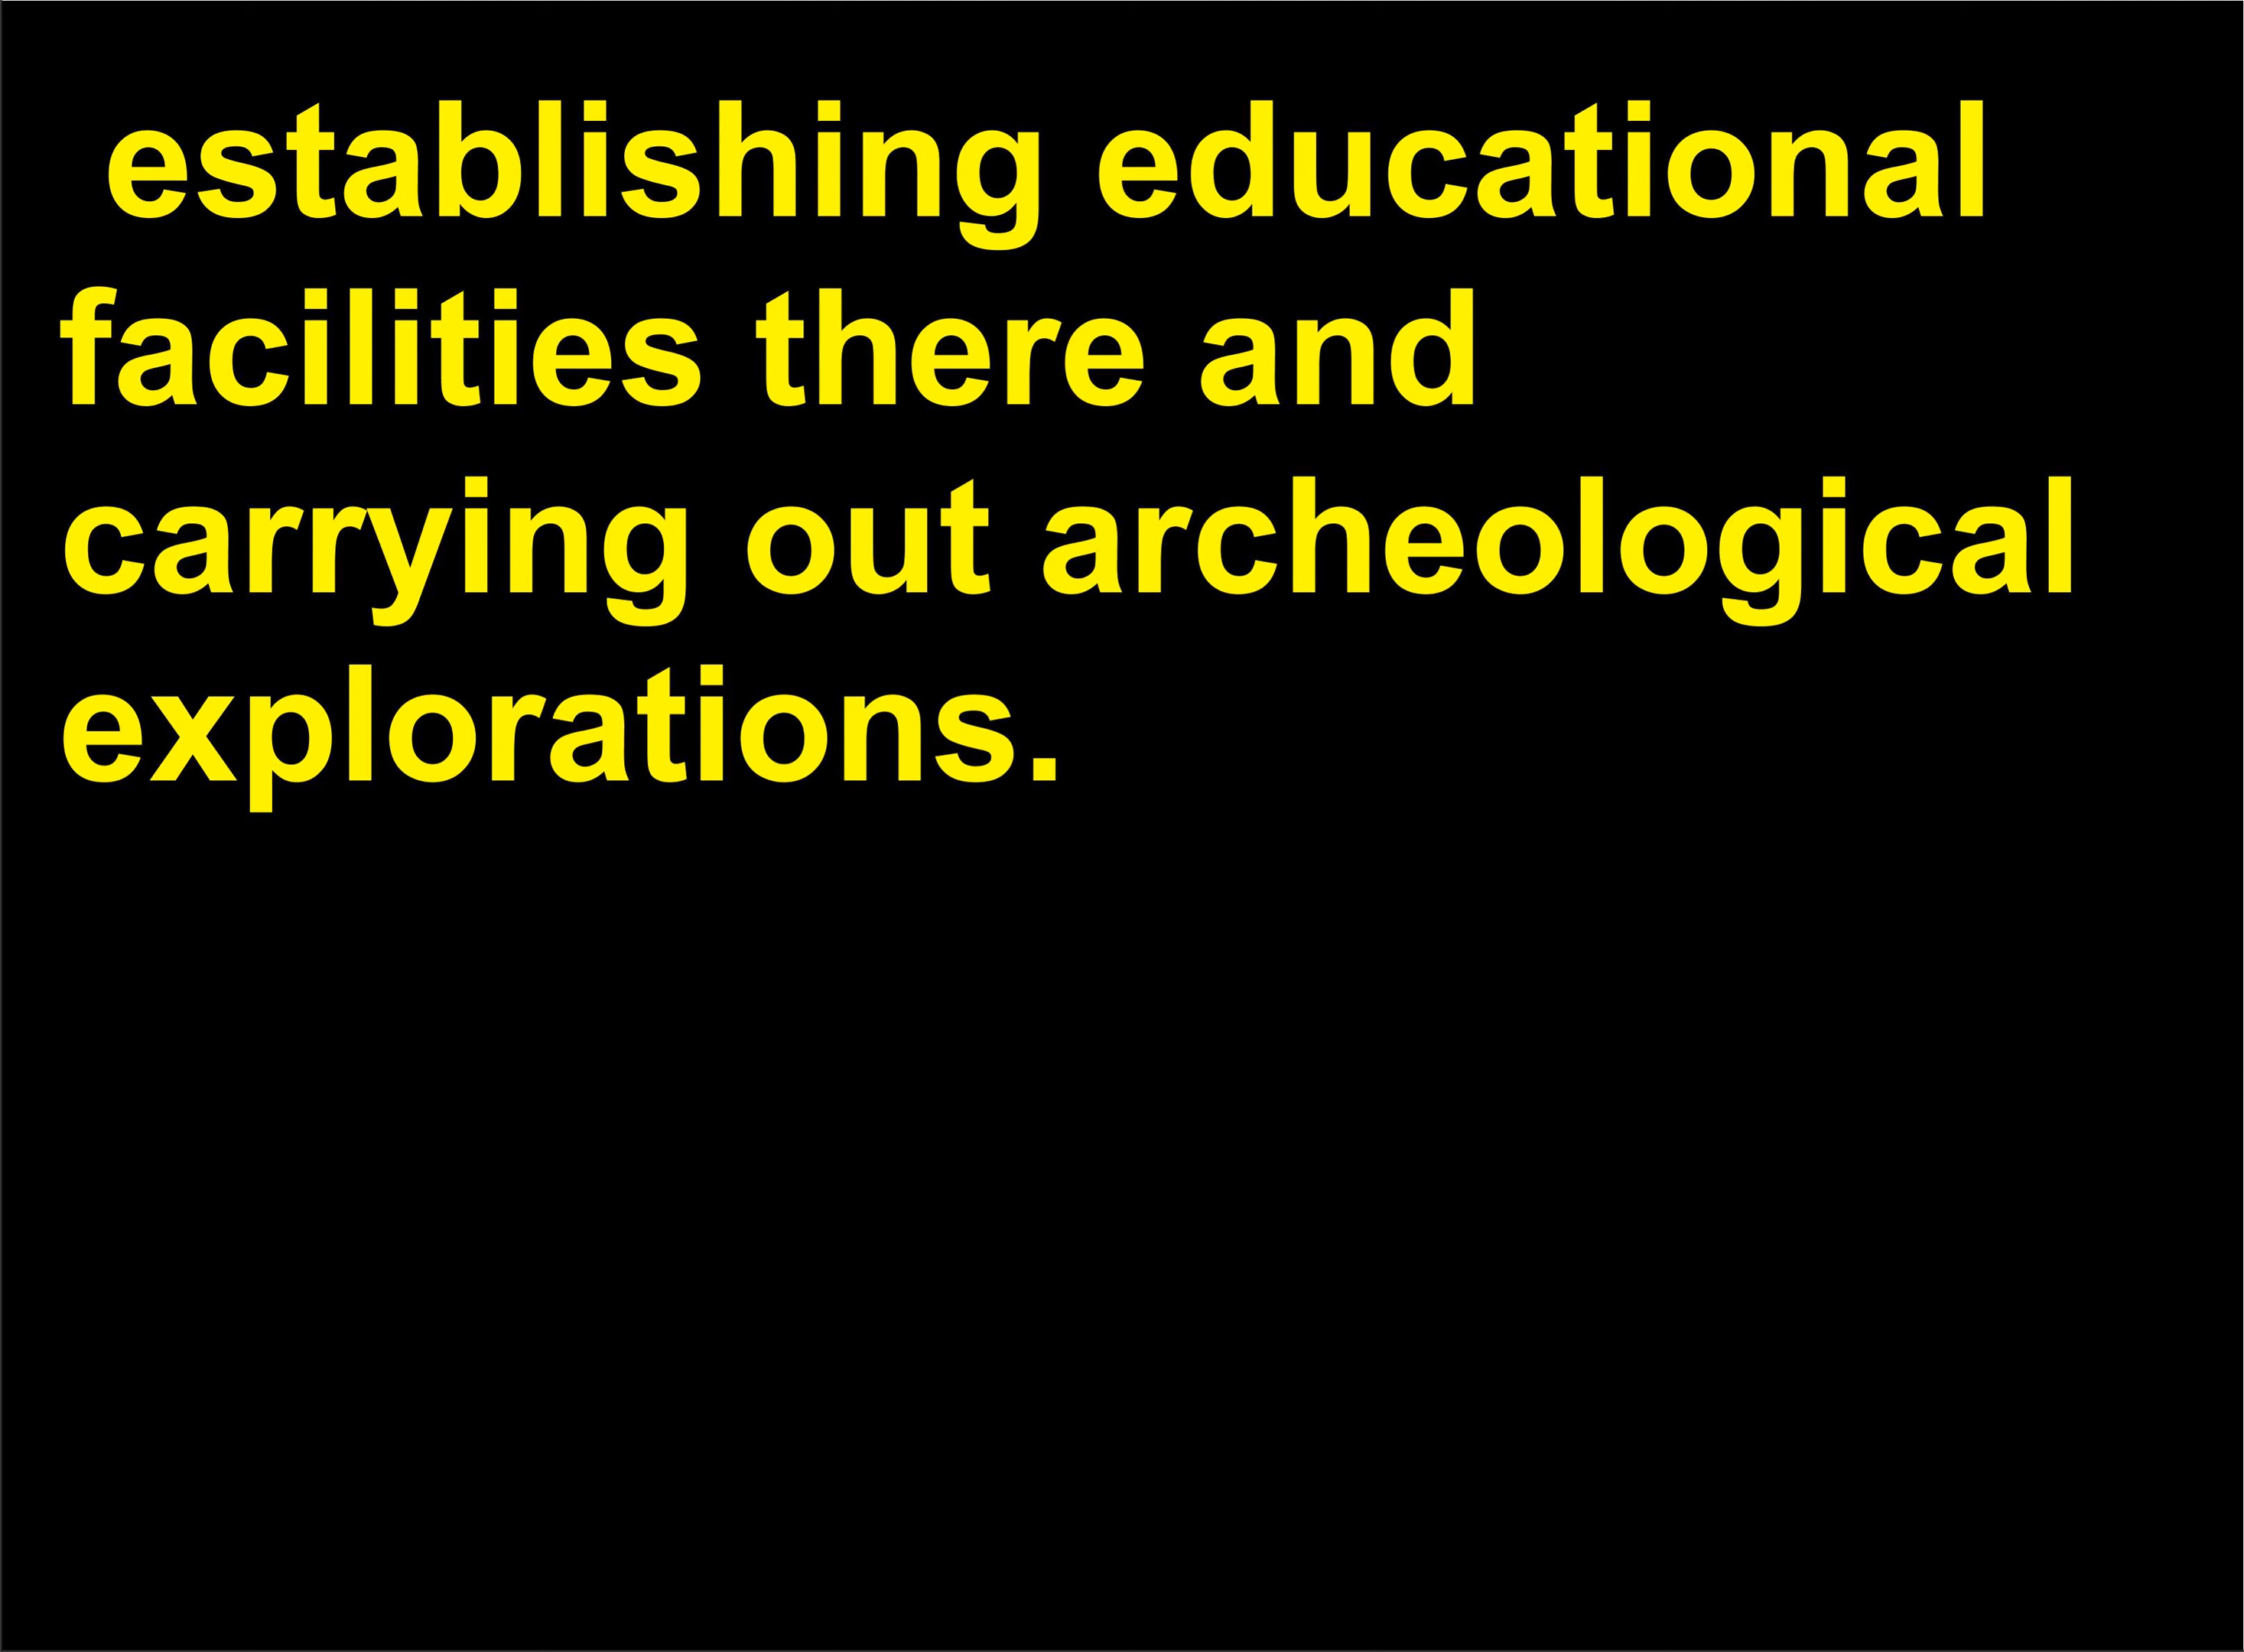 establishing educational
facilities there and
carrying out archeological
explorations.